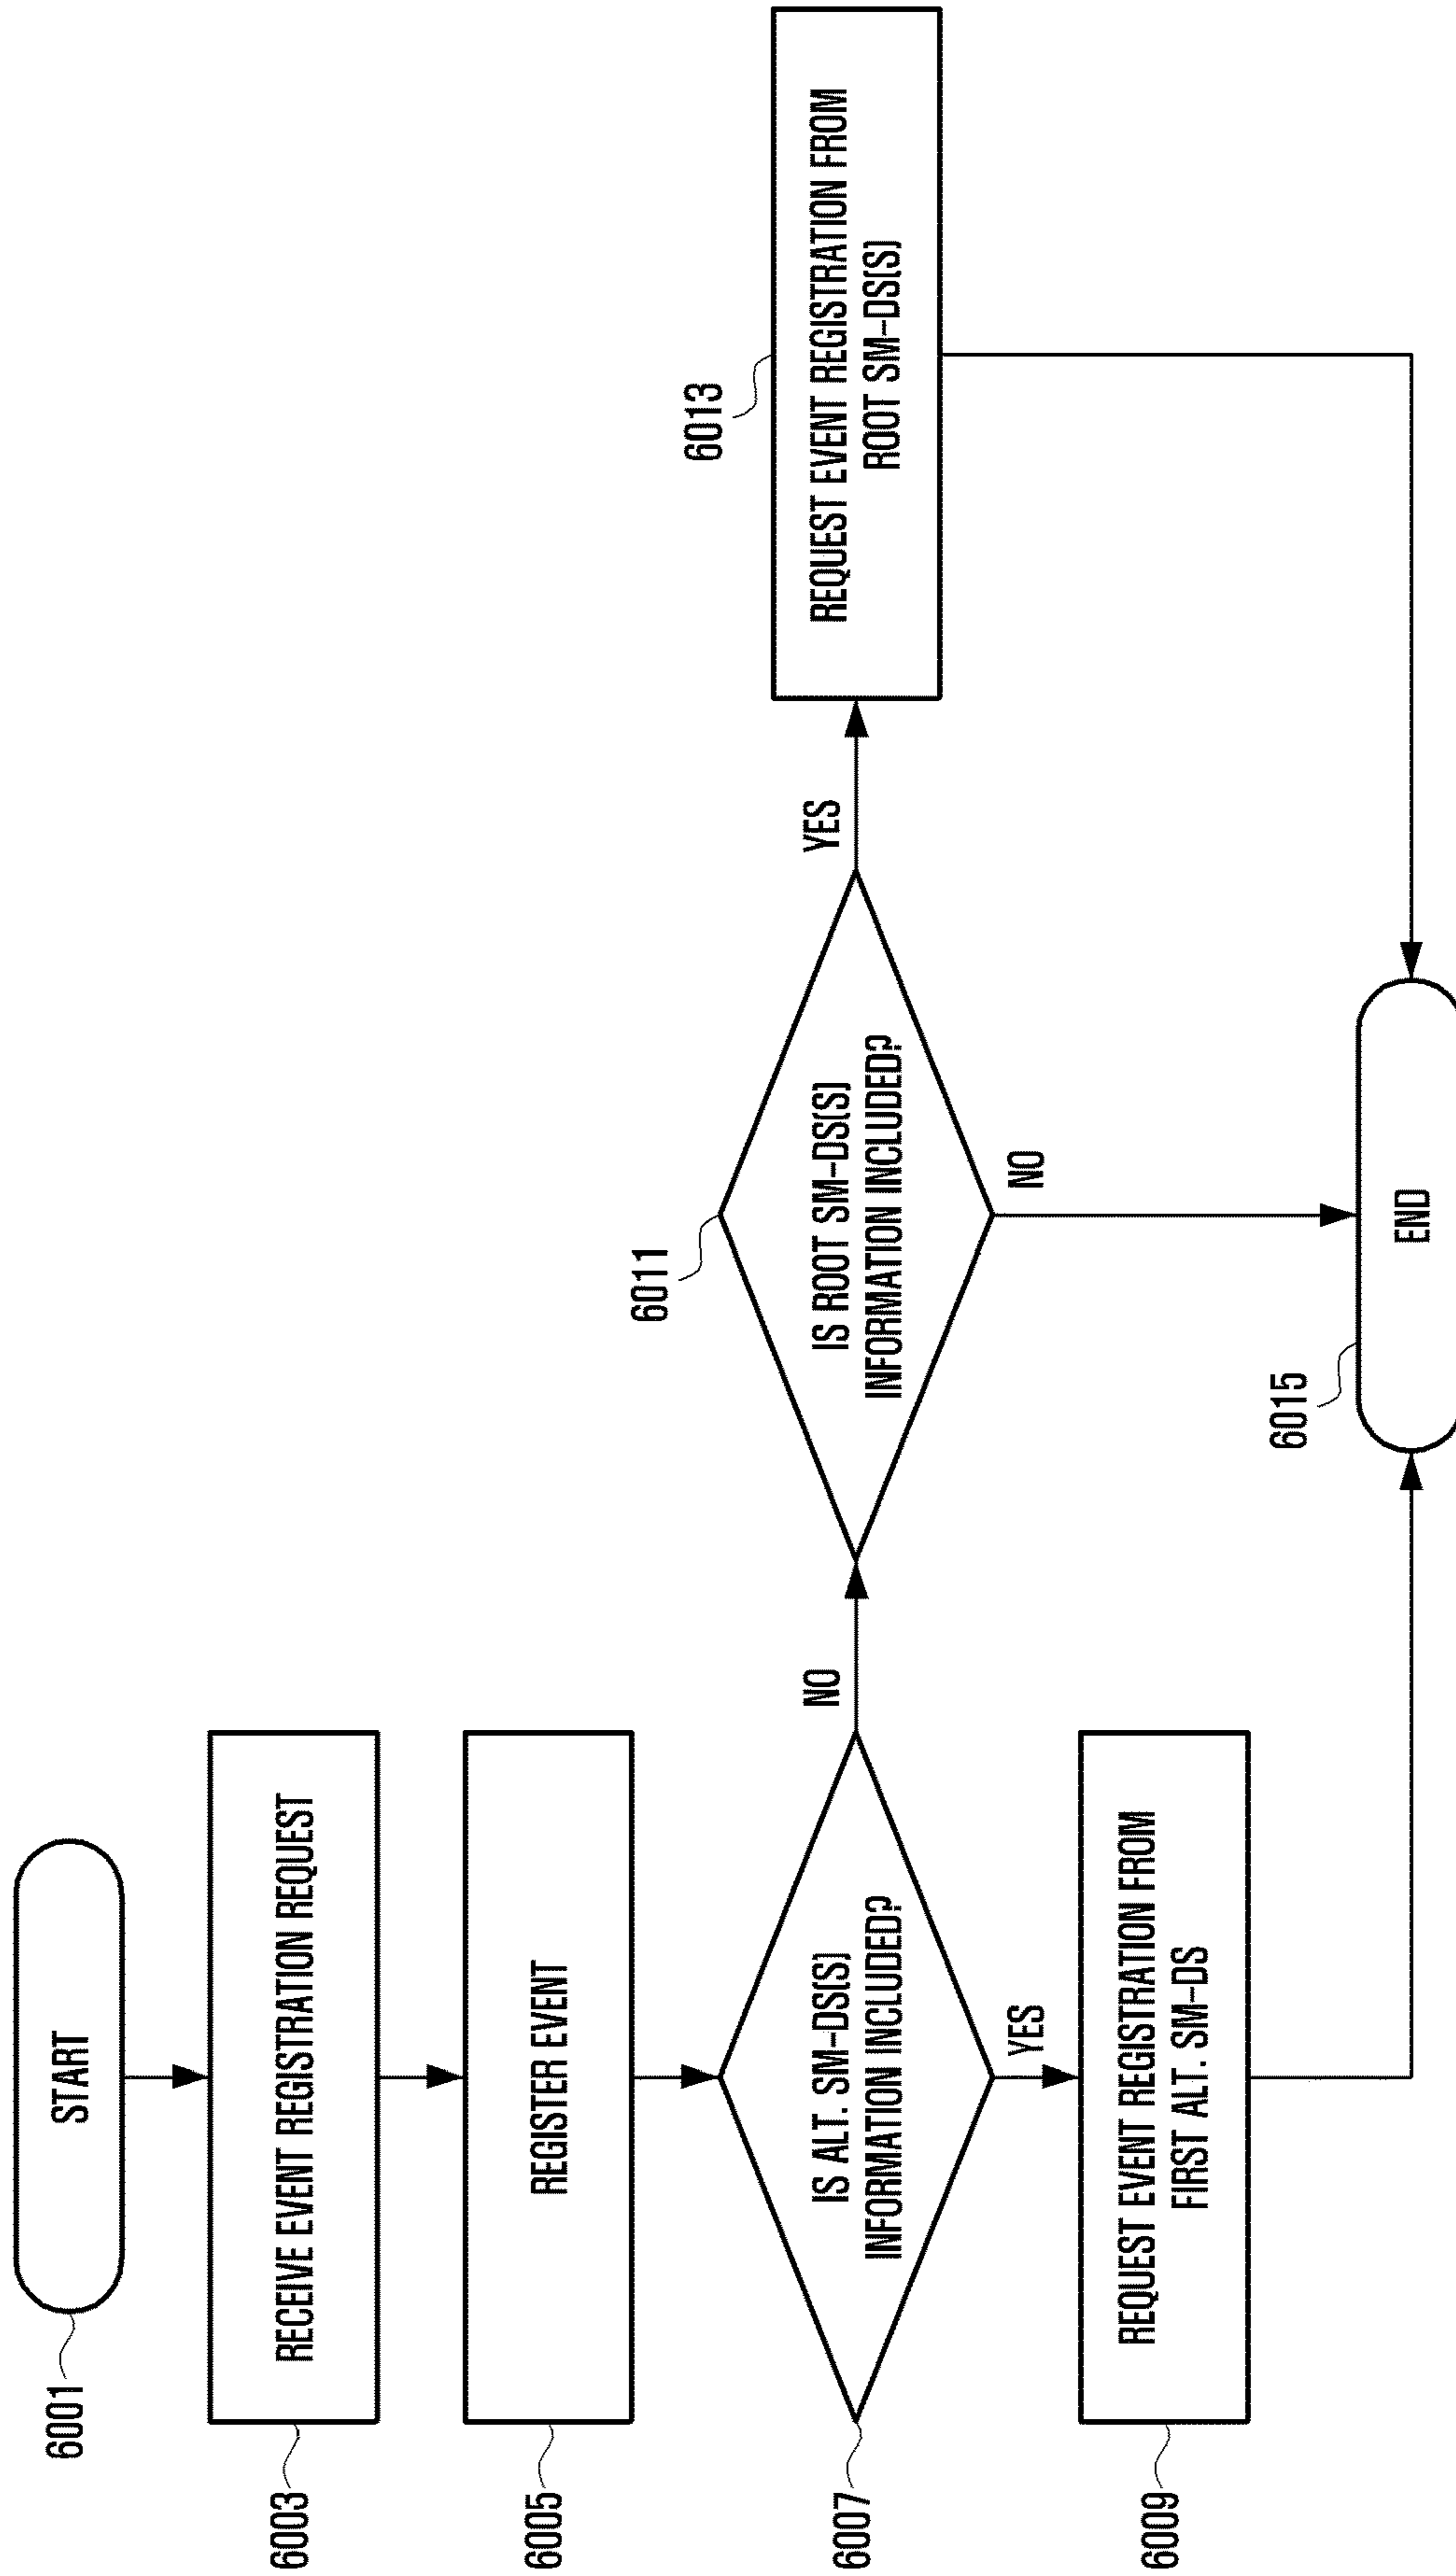 START
6001
RECEIVE EVENT REGISTRATION REQUEST
6003
REGISTER EVENT
6005
IS ALT. SM-DS(S)
INFORMATION INCLUDED?
6007
NO
YES
REQUEST EVENT REGISTRATION FROM
FIRST ALT. SM-DS
6009
6011
IS ROOT SM-DS(S)
INFORMATION INCLUDED?
YES
NO
6013
REQUEST EVENT REGISTRATION FROM
ROOT SM-DS(S)
6015
END